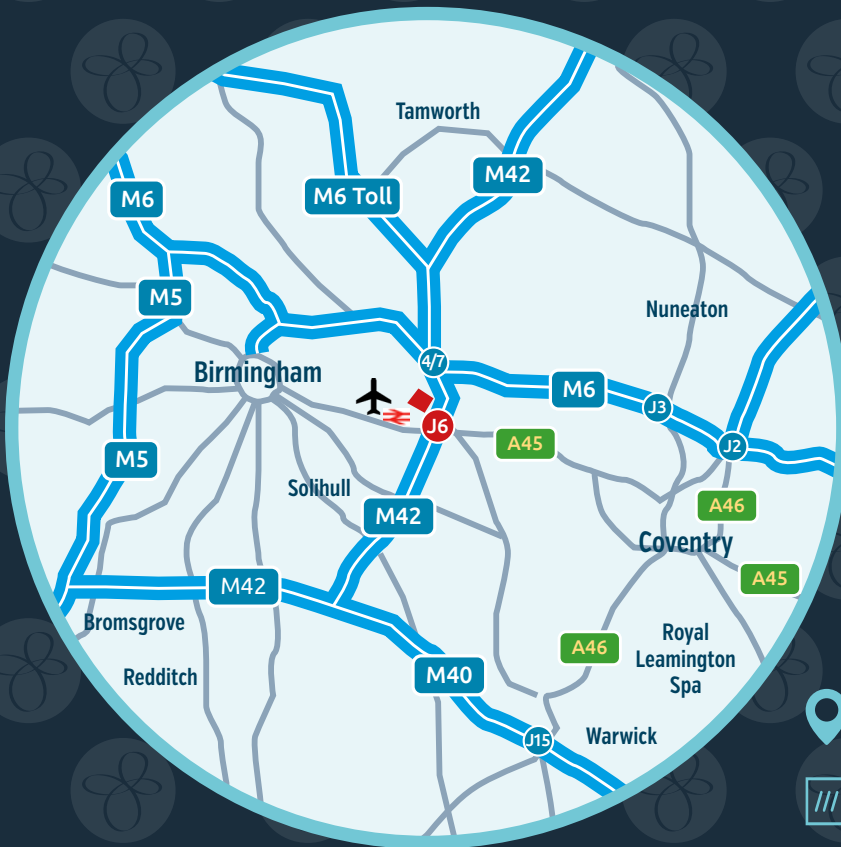 Tamworth
M42
M6 Toll
M6
M5
Nuneaton
4/7
Birmingham
M6
J3
J6
A45
J2
M5
Solihull
M42
A46
Coventry
A45
M42
Bromsgrove
A46
Royal
Leamington
Spa
Redditch
M40
J15
Warwick